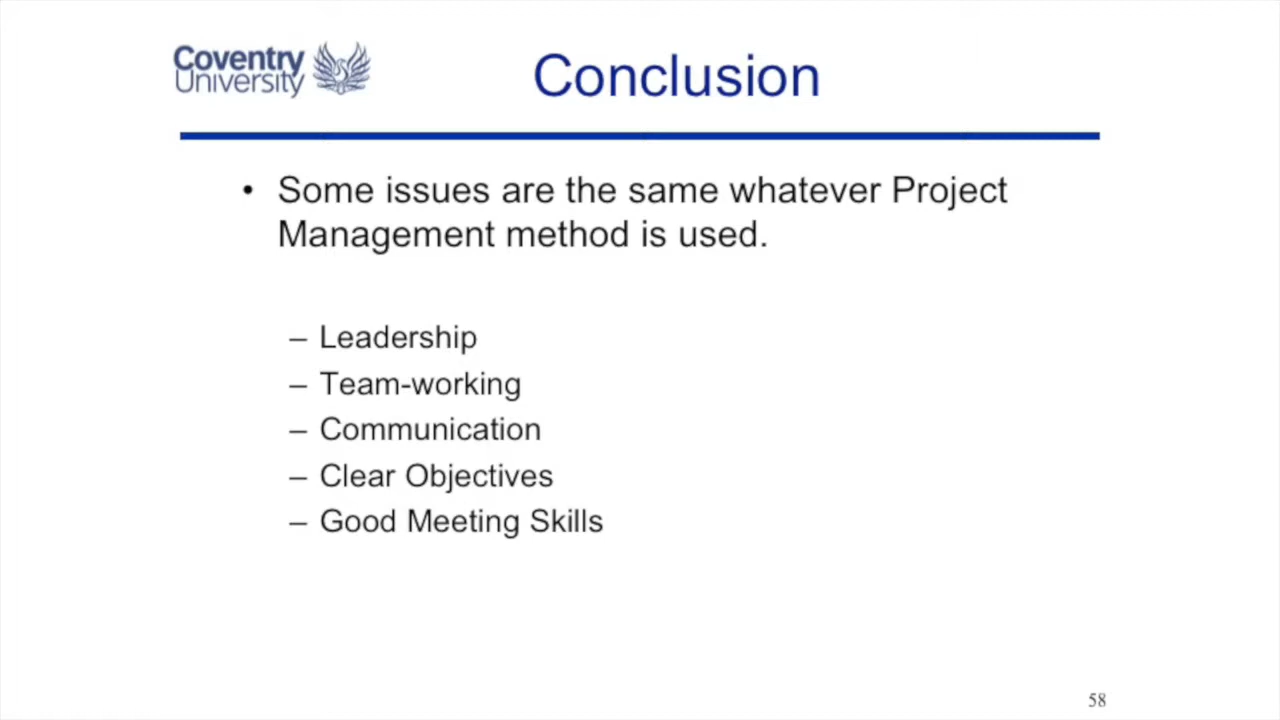 Coventry
University
Conclusion
• Some issues are the same whatever Project
Management method is used.
– Leadership
– Team-working
– Communication
– Clear Objectives
– Good Meeting Skills
58